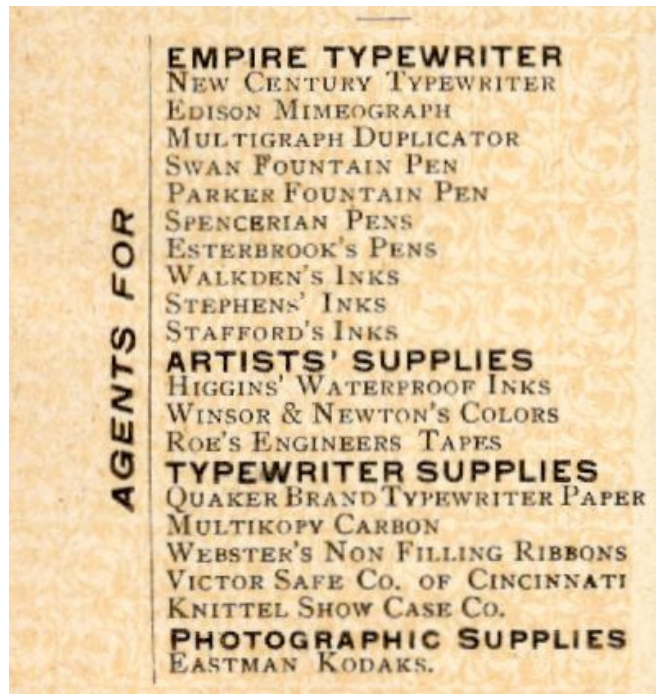 AGENTS FOR
EMPIRE TYPEWRITER
NEW CENTURY TYPEWRITER
EDISON MIMEOGRAPH
MULTIGRAPH DUPLICATOR
SWAN FOUNTAIN PEN
PARKER FOUNTAIN PEN
SPENCERIAN PENS
ESTERBROOK'S PENS
WALKDEN'S INKS
STEPHENS' INKS
STAFFORD'S INKS
ARTISTS' SUPPLIES
HIGGINS' WATERPROOF INKS
WINSOR & NEWTON'S COLORS
ROE'S ENGINEERS TAPES
TYPEWRITER SUPPLIES
QUAKER BRAND TYPEWRITER PAPER
MULTIKOPY CARBON
WEBSTER'S NON FILLING RIBBONS
VICTOR SAFE CO. OF CINCINNATI
KNITTEL SHOW CASE CO.
PHOTOGRAPHIC SUPPLIES
EASTMAN KODAKS.